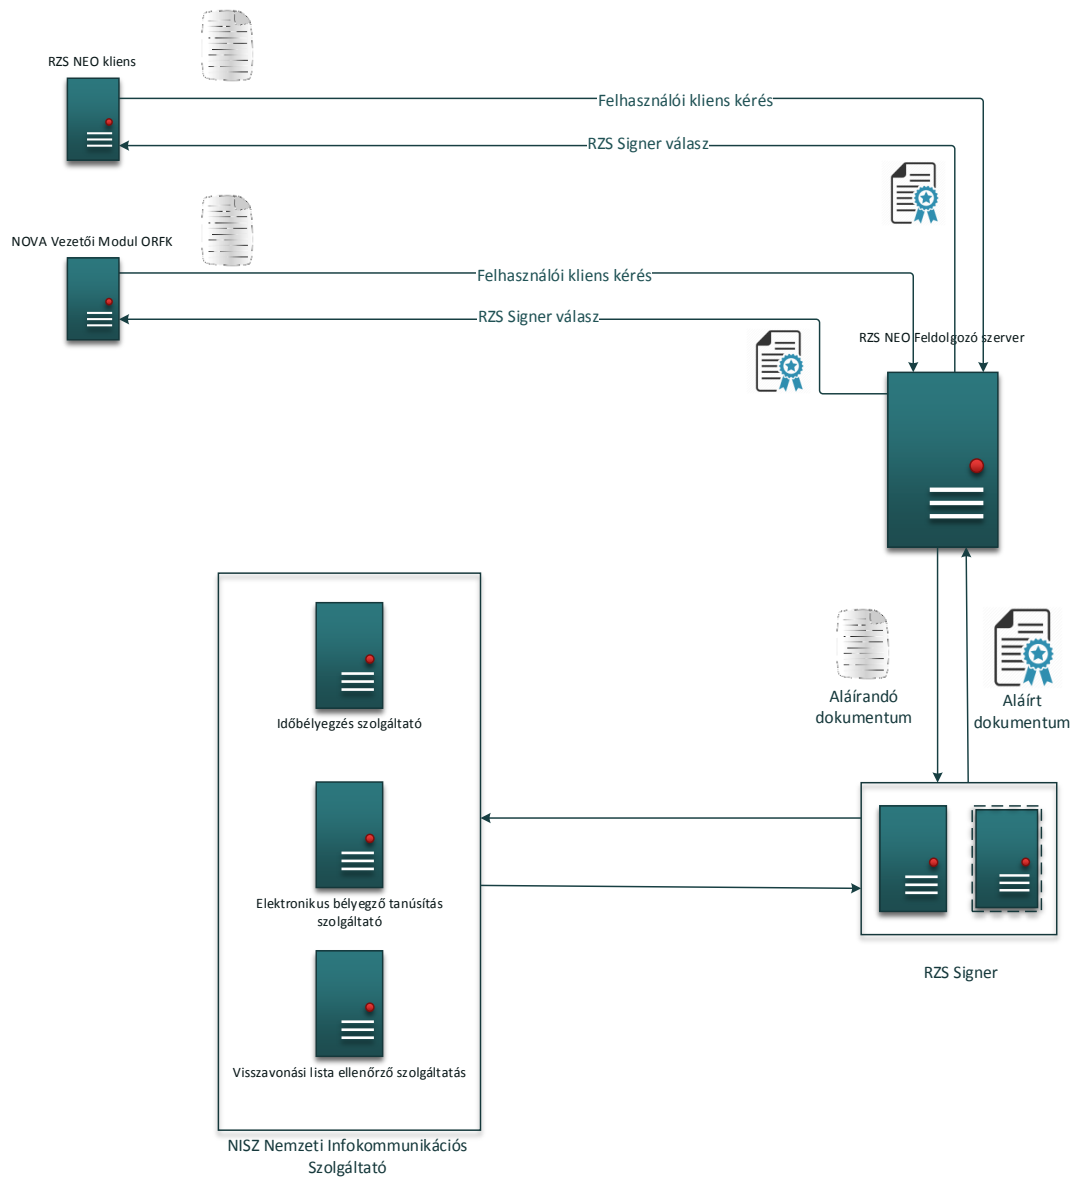 RZS NEO kliens
Felhasználói kliens kérés
RZS Signer válasz
NOVA Vezetői Modul ORFK
Felhasználói kliens kérés
RZS Signer válasz
RZS NEO Feldolgozó szerver
Aláírandó
dokumentum
Aláírt
dokumentum
Időbélyegzés szolgáltató
Elektronikus bélyegző tanúsítás
szolgáltató
Visszavonási lista ellenőrző szolgáltatás
RZS Signer
NISZ Nemzeti Infokommunikációs
Szolgáltató